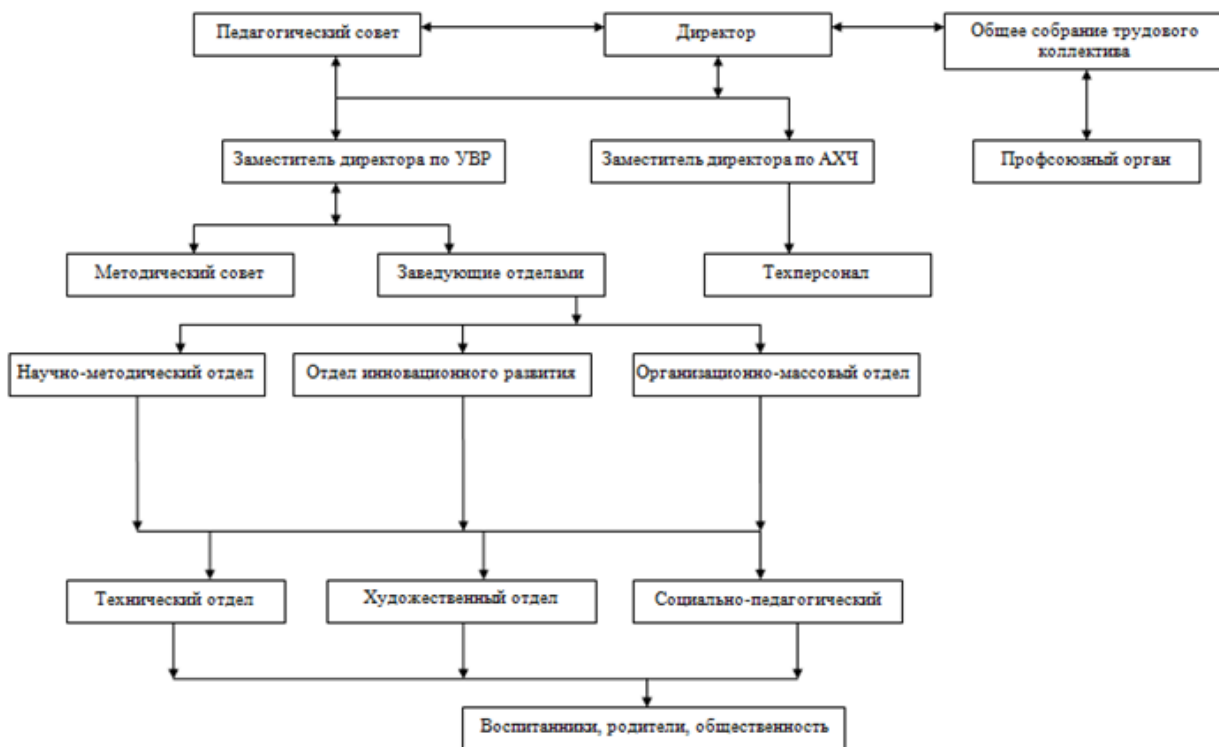 Педагогический совет
Директор
Общее собрание трудового
коллектива
Заместитель директора по УВР
Заместитель директора по АХЧ
Профсоюзный орган
Методический совет
Заведующие отделами
Техперсонал
Научно-методический отдел
Отдел инновационного развития
Организационно-массовый отдел
Технический отдел
Художественный отдел
Социально-педагогический
Воспитанники, родители, общественность